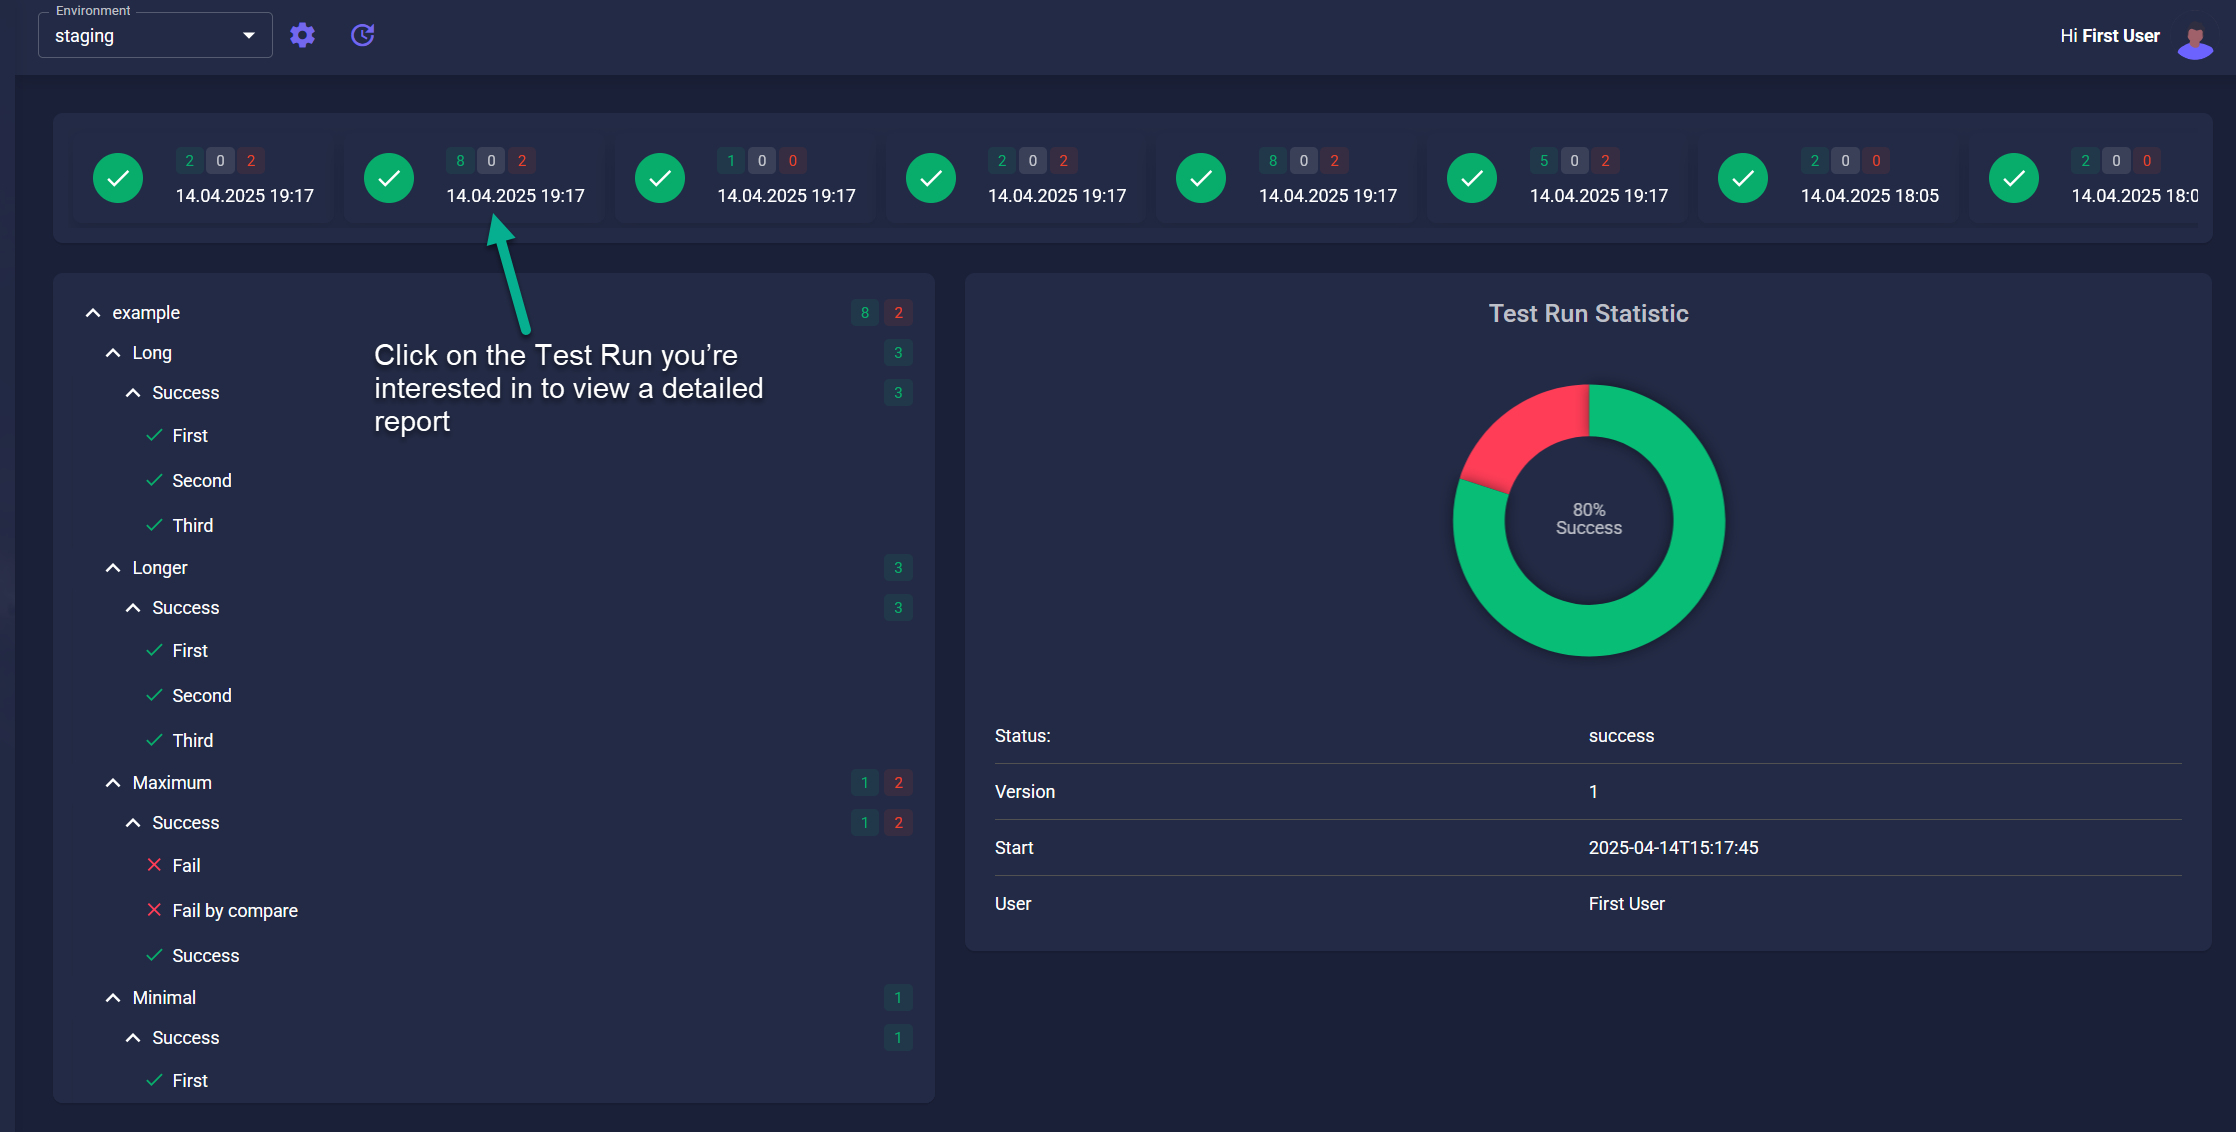 Environment
staging
Hi First User
2 0 2
14.04.2025 19:17
8 0 2
14.04.2025 19:17
1 0 0
14.04.2025 19:17
2 0 2
14.04.2025 19:17
8 0 2
14.04.2025 19:17
5 0 2
14.04.2025 19:17
2 0 0
14.04.2025 18:05
2 0 0
14.04.2025 18:0
Click on the Test Run you’re
interested in to view a detailed
report
example 8 2
Long 3
Success 3
First
Second
Third
Longer 3
Success 3
First
Second
Third
Maximum 1 2
Success 1 2
Fail
Fail by compare
Success
Minimal 1
Success 1
First
Test Run Statistic
80%
Success
Status: success
Version 1
Start 2025-04-14T15:17:45
User First User